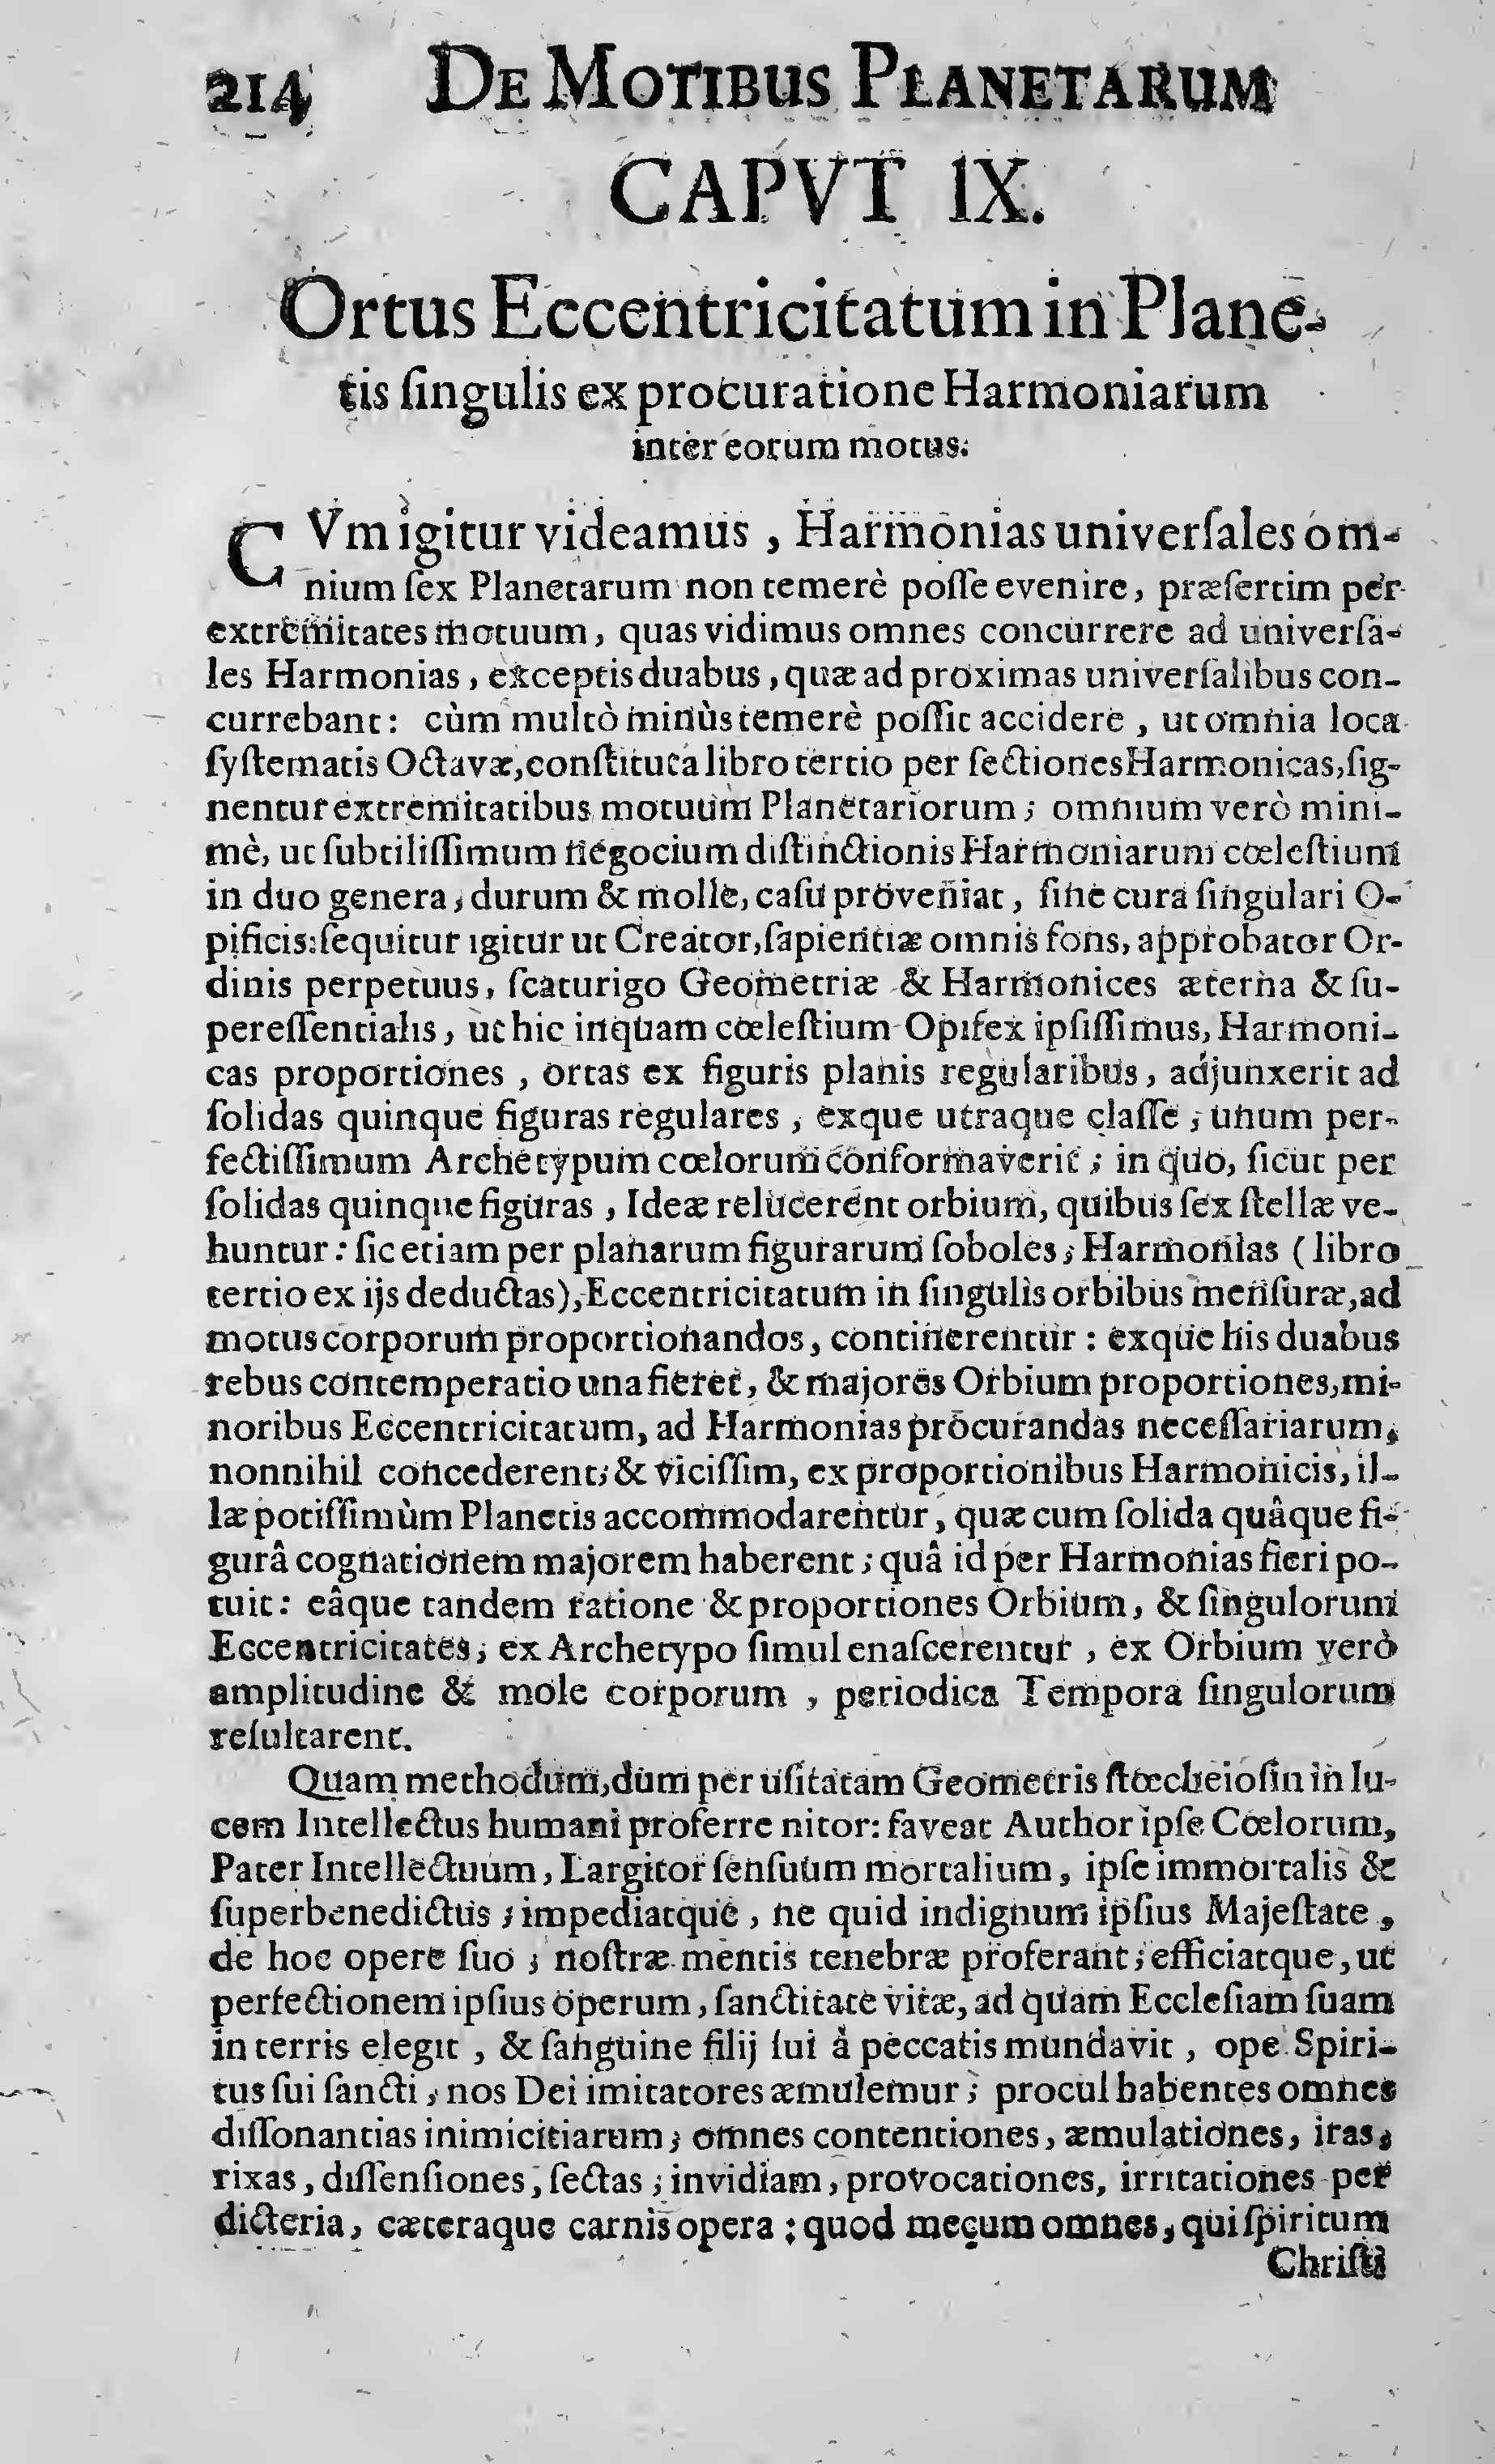 214 DE MOTIBUS PLANETARUM
CAPVT IX.
Ortus Eccentricitatum in Plane-
tis ſingulis ex procuratione Harmoniarum
inter eorum motus.
CVm igitur videamus, Harmonias univerſales om-
nium ſex Planetarum non temerè poſſe evenire, præſertim per
extremitates motuum, quas vidimus omnes concurrere ad univerſa-
les Harmonias, exceptis duabus, quæ ad proximas univerſalibus con-
currebant: cùm multò minùs temerè poſſit accidere, ut omnia loca
ſyſtematis Octavæ, conſtituta libro tertio per ſectiones Harmonicas, ſig-
nentur extremitatibus motuum Planetariorum; omnium verò mini-
mè, ut ſubtiliſſimum negocium diſtinctionis Harmoniarum cœleſtium
in duo genera, durum & molle, caſu proveniat, ſine cura ſingulari O-
pificis: ſequitur igitur ut Creator, ſapientiæ omnis fons, approbator Or-
dinis perpetuus, ſcaturigo Geometriæ & Harmonices æterna & ſu-
pereſſentialis, ut hic inquam cœleſtium Opifex ipſiſſimus, Harmoni-
cas proportiones, ortas ex figuris planis regularibus, adjunxerit ad
ſolidas quinque figuras regulares, exque utraque claſſe, unum per-
fectiſſimum Archetypum cœlorum conformaverit; in quo, ſicut per
ſolidas quinque figuras, Ideæ relucerent orbium, quibus ſex ſtellæ ve-
huntur: ſic etiam per planarum figurarum ſoboles, Harmonias (libro
tertio ex ijs deductas), Eccentricitatum in ſingulis orbibus menſuræ, ad
motus corporum proportionandos, continerentur: exque his duabus
rebus contemperatio una fieret, & majores Orbium proportiones, mi-
noribus Eccentricitatum, ad Harmonias procurandas neceſſariarum,
nonnihil concederent; & viciſſim, ex proportionibus Harmonicis, il-
læ potiſſimùm Planetis accommodarentur, quæ cum ſolida quâque fi-
gurâ cognationem majorem haberent; quâ id per Harmonias fieri po-
tuit: eâque tandem ratione & proportiones Orbium, & ſingulorum
Eccentricitates, ex Archetypo ſimul enaſcerentur, ex Orbium verò
amplitudine & mole corporum, periodica Tempora ſingulorum
reſultarent.
Quam methodum, dum per uſitatam Geometris ſtœcheioſin in lu-
cem Intellectus humani proferre nitor: faveat Author ipſe Cœlorum,
Pater Intellectuum, Largitor ſenſuum mortalium, ipſe immortalis &
ſuperbenedictus; impediatque, ne quid indignum ipſius Majeſtate,
de hoc opere ſuo, noſtræ mentis tenebræ proferant; efficiatque, ut
perfectionem ipſius operum, ſanctitate vitæ, ad quam Eccleſiam ſuam
in terris elegit, & ſanguine filij ſui â peccatis mundavit, ope Spiri-
tus ſui ſancti, nos Dei imitatores æmulemur; procul habentes omnes
diſſonantias inimicitiarum, omnes contentiones, æmulationes, iras,
rixas, diſſenſiones, ſectas, invidiam, provocationes, irritationes per
dicteria, cæteraque carnis opera: quod mecum omnes, qui ſpiritum
Chriſti